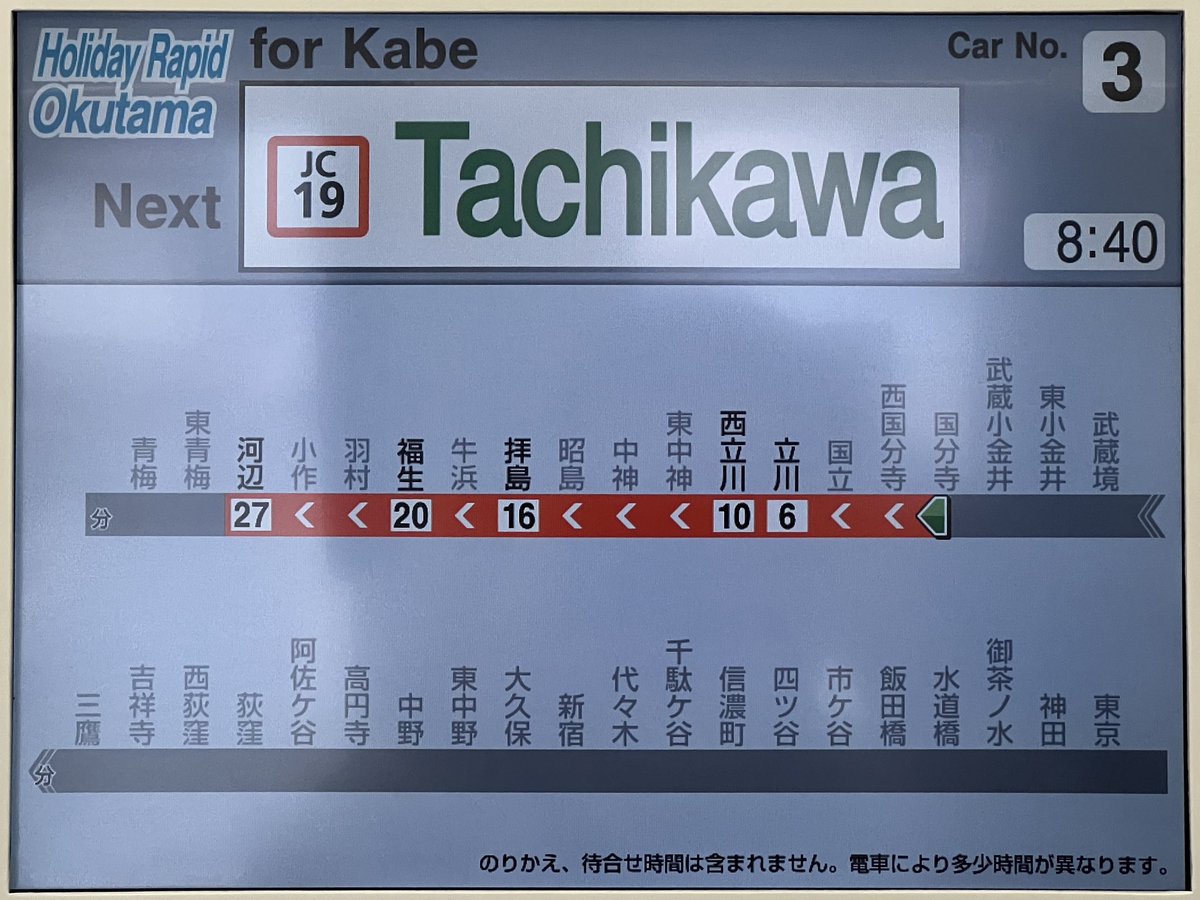 Holiday Rapid
Okutama
for Kabe
Car No. 3
Next
JC
19
Tachikawa
8:40
青梅
東青梅
河辺
小作
羽村
福生
牛浜
拝島
昭島
中神
東中神
西立川
立川
国立
西国分寺
国分寺
武蔵小金井
東小金井
武蔵境
分 27 < < 20 < 16 < < < 10 6 < <
三鷹
吉祥寺
西荻窪
荻窪
阿佐ケ谷
高円寺
中野
東中野
大久保
新宿
代々木
千駄ケ谷
信濃町
四ツ谷
市ケ谷
飯田橋
水道橋
御茶ノ水
神田
東京
分
のりかえ、待合せ時間は含まれません。電車により多少時間が異なります。